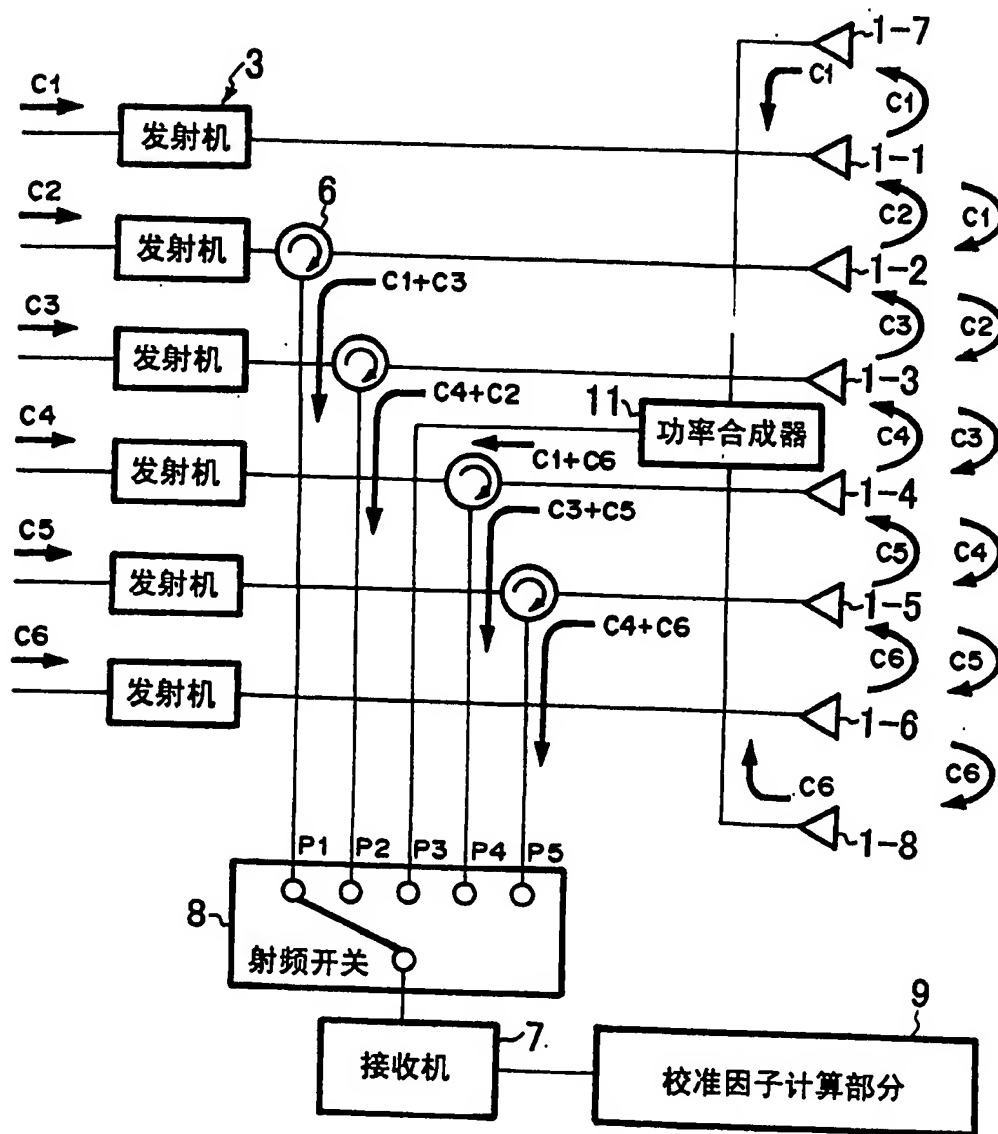 1-7
3
C1
C1
C1
发射机
1-1
C2
6
C2
C1
发射机
1-2
C1+C3
C3
C3
C2
发射机
1-3
C4+C2
11
C4
功率合成器
C4
C3
C1+C6
发射机
1-4
C3+C5
C5
C5
C4
发射机
1-5
C4+C6
C6
C6
C5
发射机
1-6
C6
C6
1-8
P1 P2 P3 P4 P5
8
射频开关
7
9
接收机
校准因子计算部分